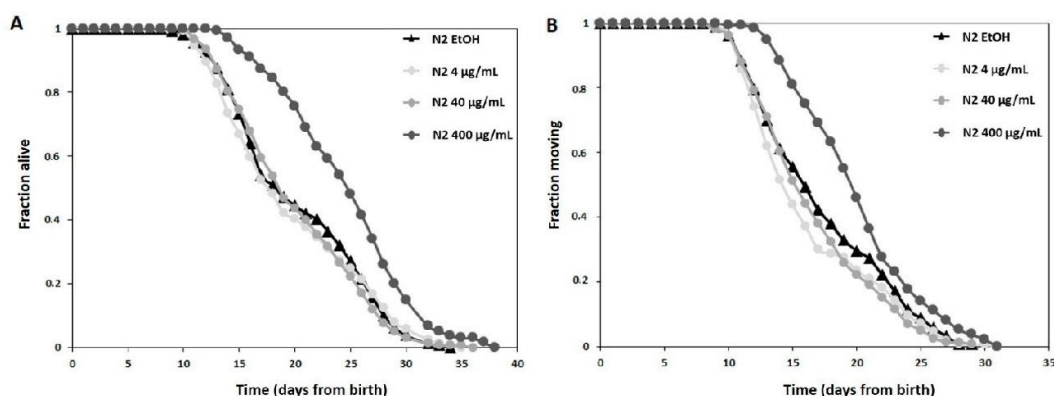 A
Fraction alive
1
0.8
0.6
0.4
0.2
0
0
5
10
15
20
25
30
35
40
Time (days from birth)
N2 EtOH
N2 4 µg/mL
N2 40 µg/mL
N2 400 µg/mL
B
Fraction moving
1
0.8
0.6
0.4
0.2
0
0
5
10
15
20
25
30
35
Time (days from birth)
N2 EtOH
N2 4 µg/mL
N2 40 µg/mL
N2 400 µg/mL